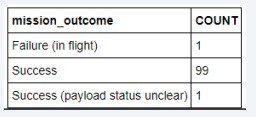 mission_outcome COUNT
Failure (in flight) 1
Success 99
Success (payload status unclear) 1